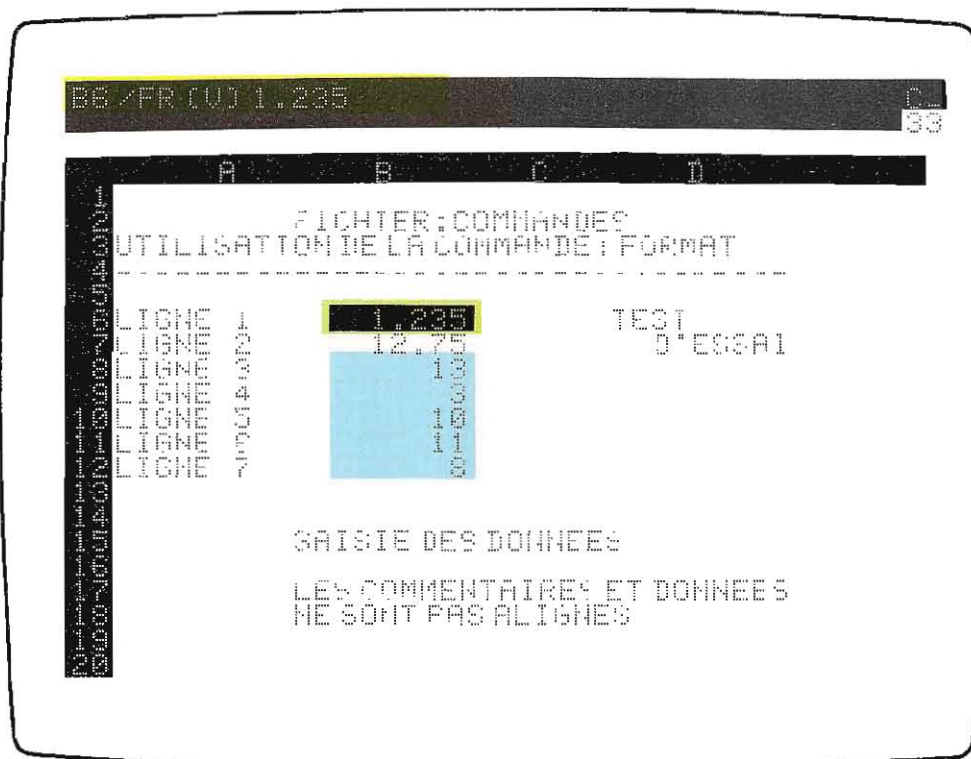 B6 /FR (V) 1.235
33
A B C D
1
2 FICHIER:COMMANDES
3 UTILISATION DE LA COMMANDE : FORMAT
4 - - - - - - - - - - - - - - - - - - - - - - - - - - - - - - - - - -
5
6 LIGNE 1 1.235 TEST
7 LIGNE 2 12.75 D'ESSAI
8 LIGNE 3 13
9 LIGNE 4 3
10 LIGNE 5 10
11 LIGNE 6 11
12 LIGNE 7 8
13
14
15 SAISIE DES DONNEES
16
17 LES COMMENTAIRES ET DONNEES
18 NE SONT PAS ALIGNES
19
20